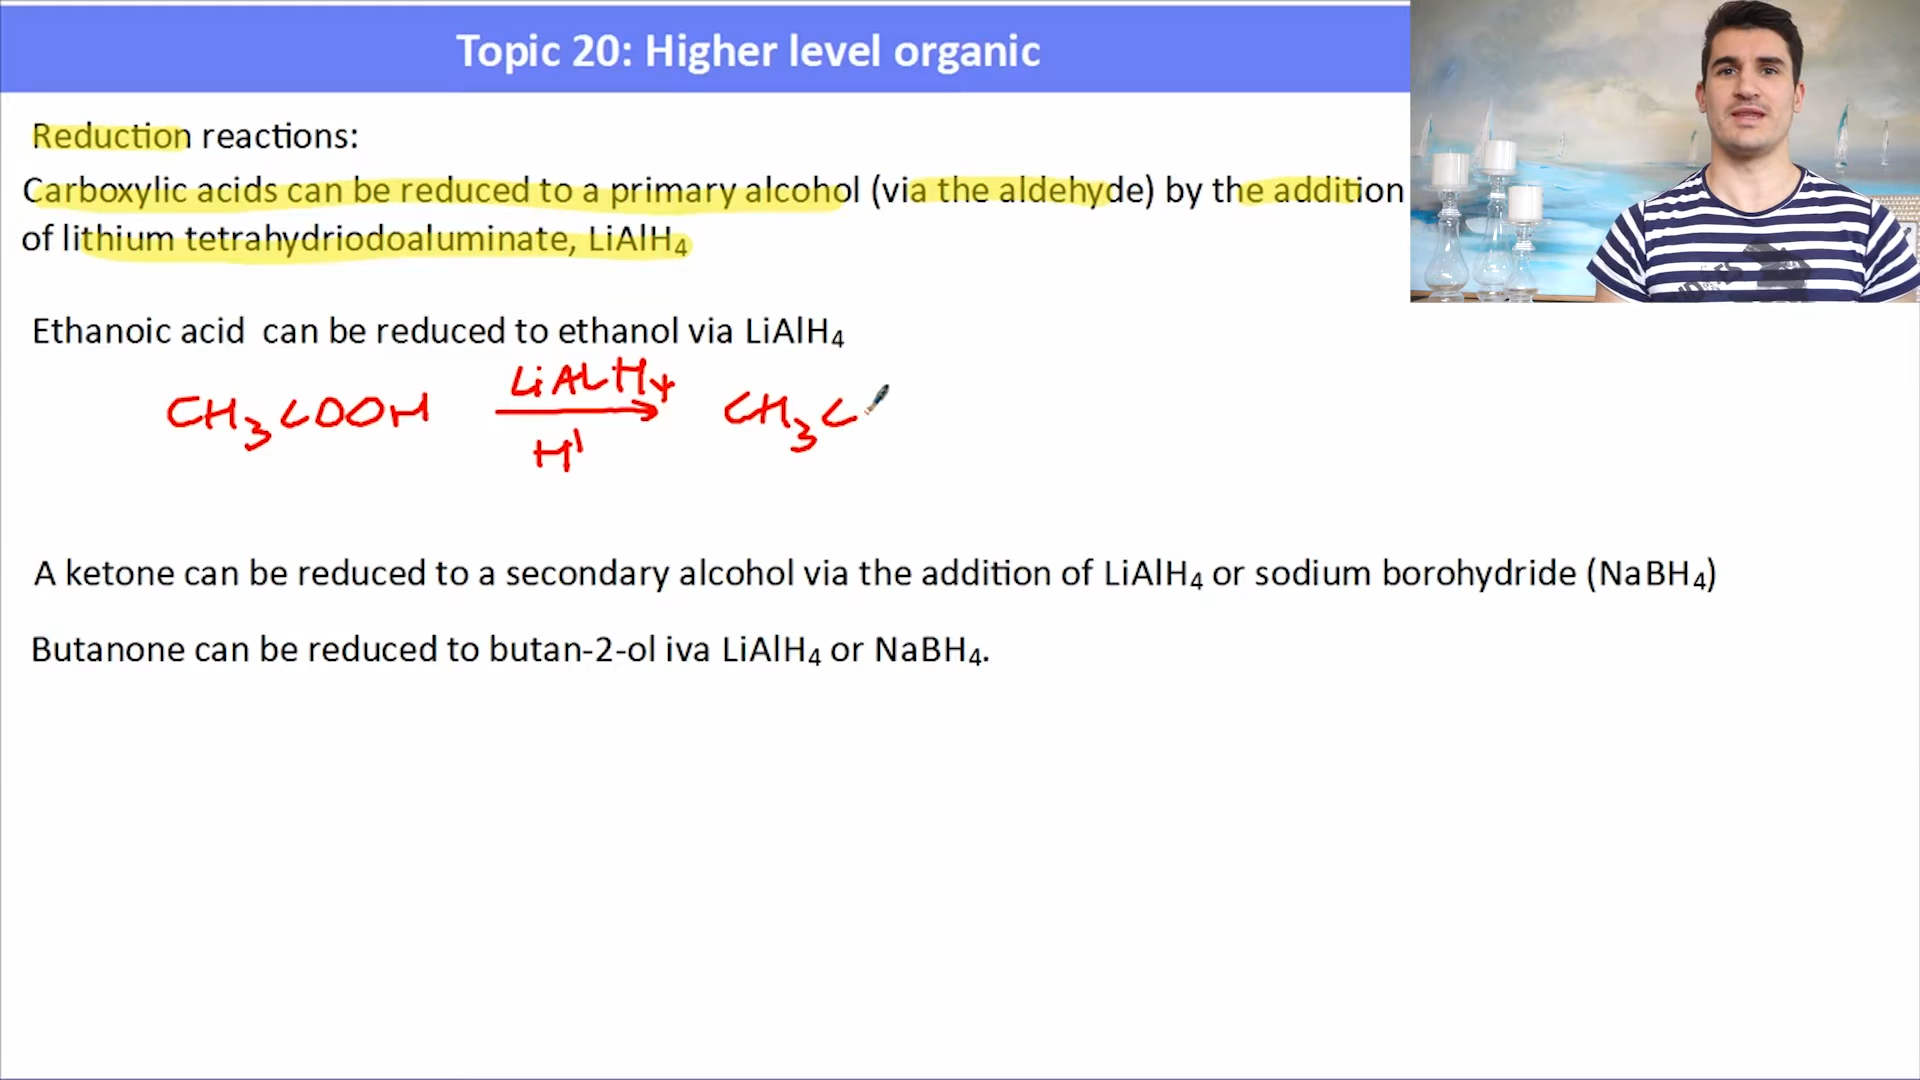 Topic 20: Higher level organic
Reduction reactions:
Carboxylic acids can be reduced to a primary alcohol (via the aldehyde) by the addition
of lithium tetrahydriodoaluminate, LiAlH₄
Ethanoic acid can be reduced to ethanol via LiAlH₄
LiAlH₄
CH₃COOH → CH₃C
H
A ketone can be reduced to a secondary alcohol via the addition of LiAlH₄ or sodium borohydride (NaBH₄)
Butanone can be reduced to butan-2-ol iva LiAlH₄ or NaBH₄.